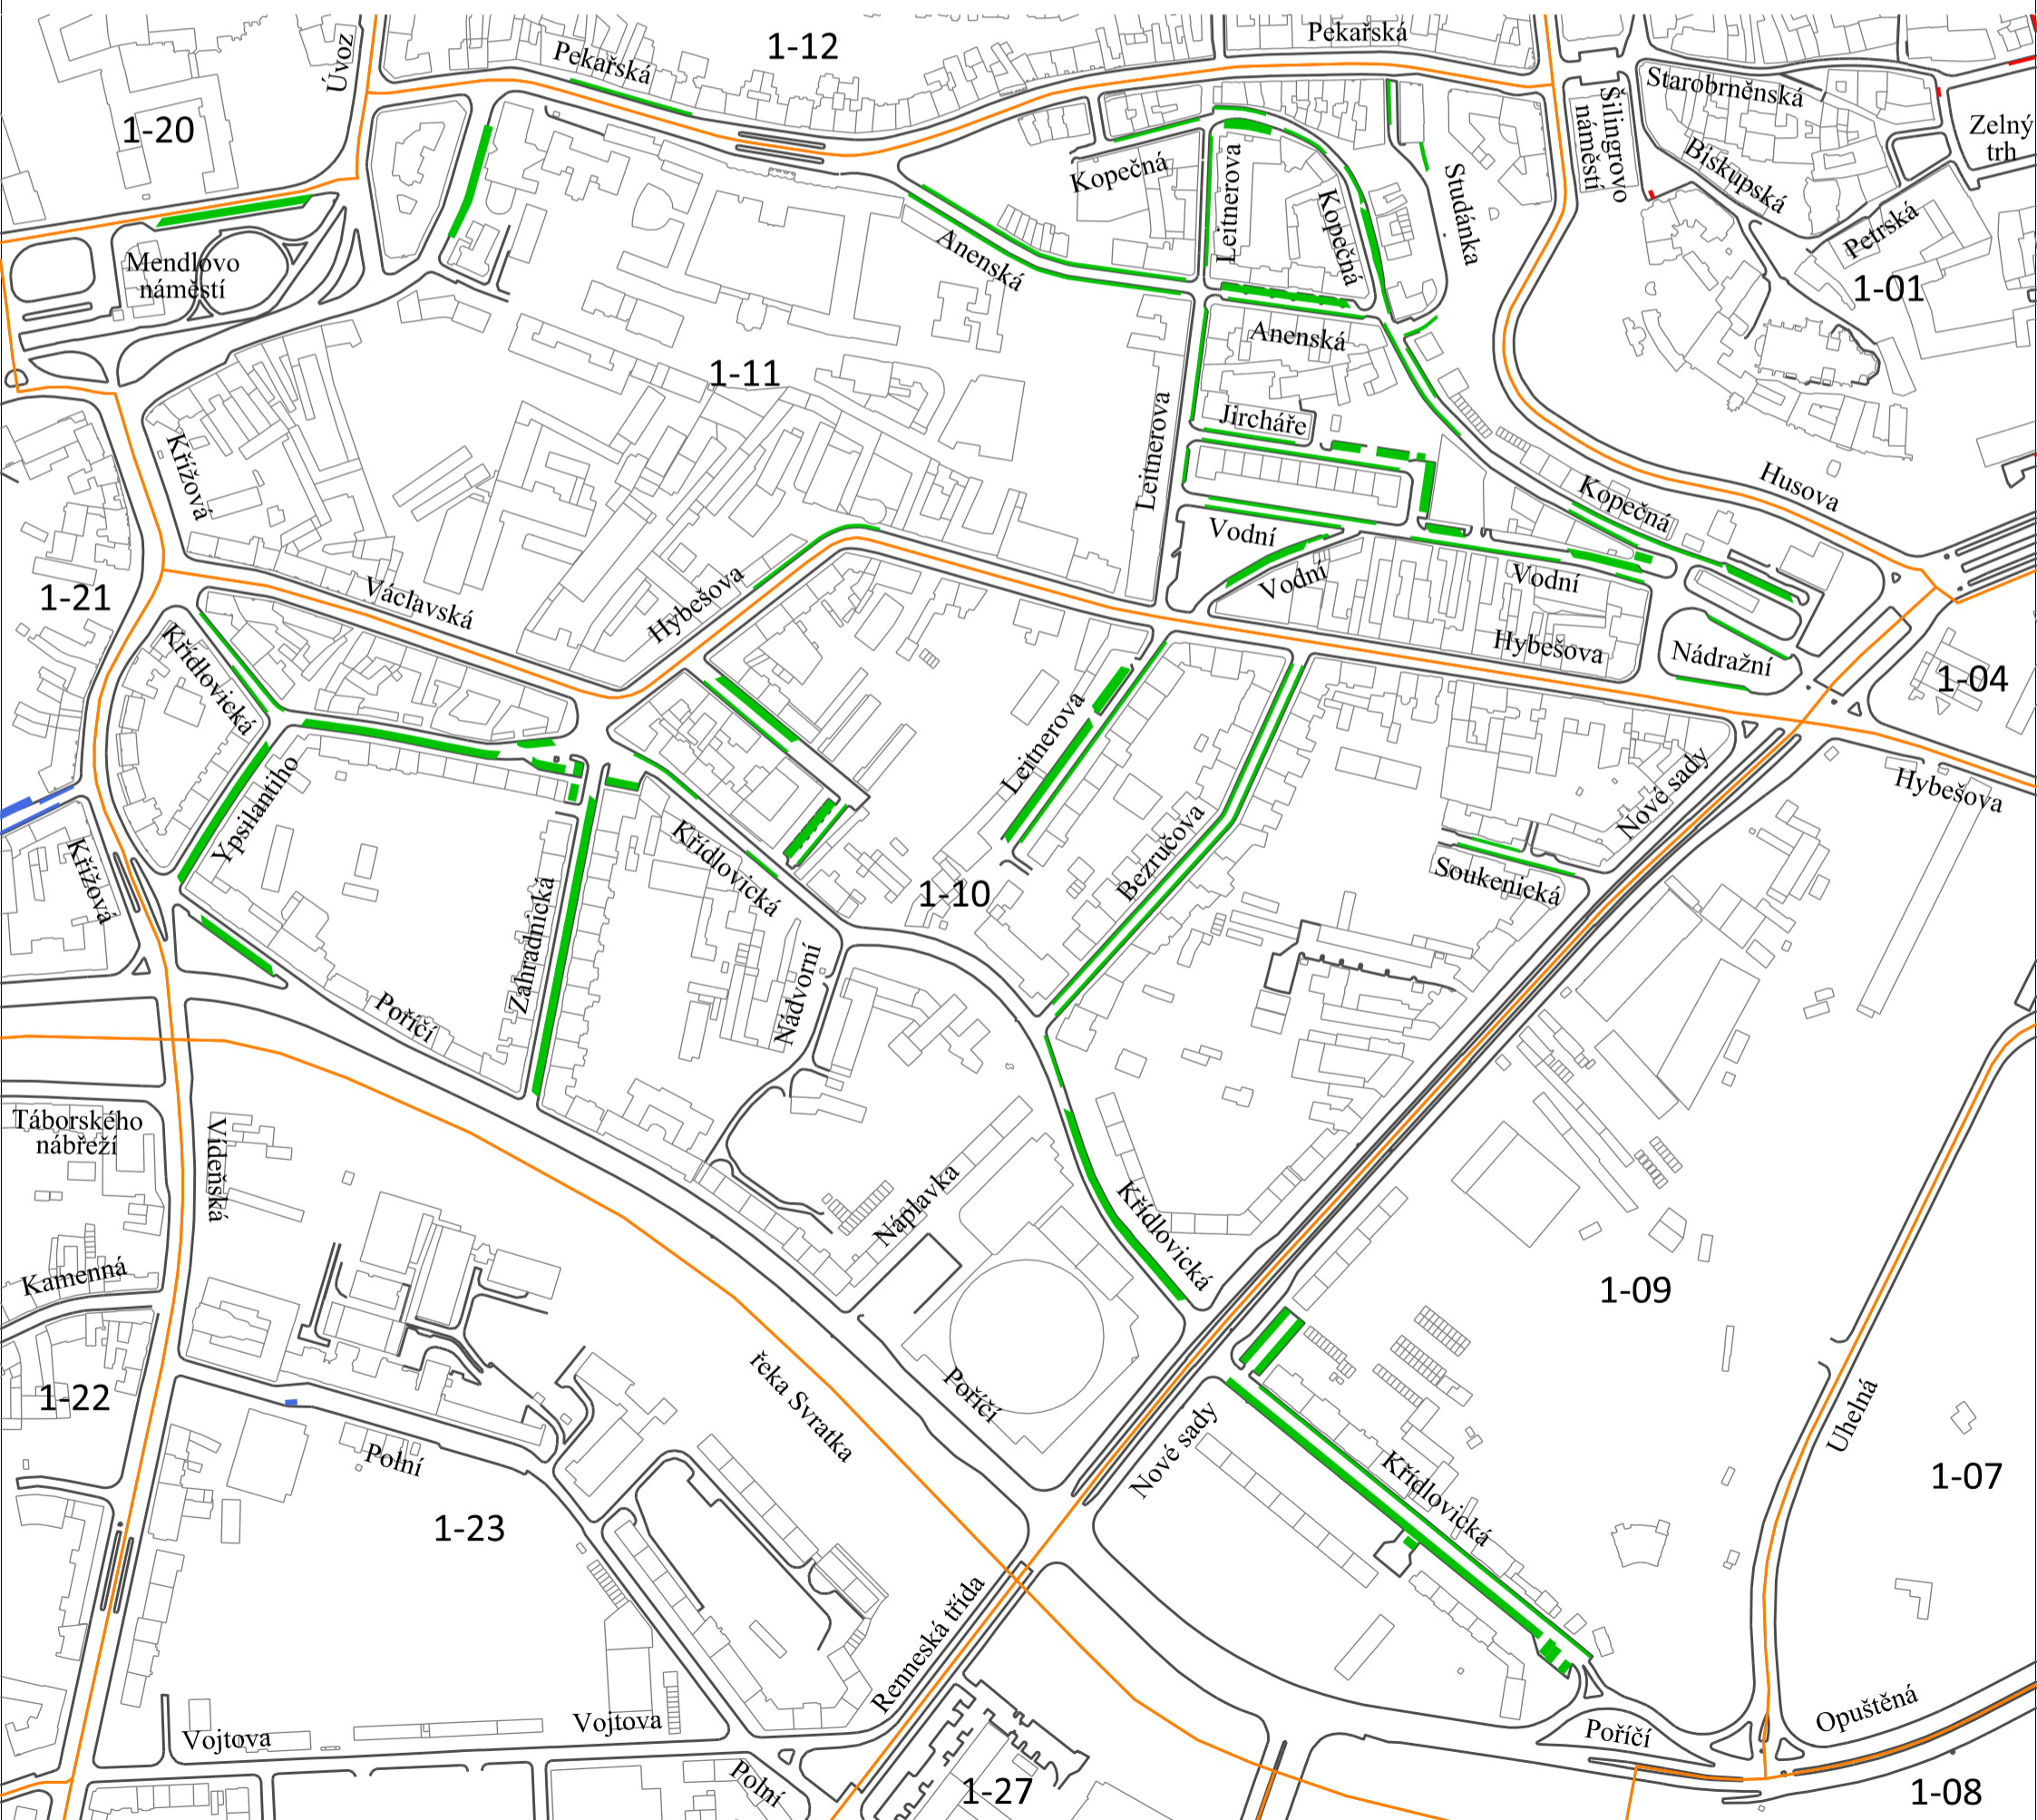 Pekařská
1-12
Pekařská
Úvoz
Starobrněnská
Šilingrovo
náměstí
Zelný
trh
1-20
Biskupská
Kopečná
Leitnerova
Kopečná
Studánka
Petrská
Anenská
Mendlovo
náměstí
1-01
Anenská
1-11
Jircháře
Leitnerova
Křížová
Husova
Kopečná
Vodní
Vodní
Vodní
1-21
Václavská
Hybešova
Hybešova
Nádražní
1-04
Křídlovická
Leitnerova
Nové sady
Hybešova
Ypsilantiho
Bezručova
Křídlovická
Soukenická
Křížová
1-10
Zahradnická
Nádvorní
Poříčí
Táborského
nábřeží
Vídeňská
Náplavka
Křídlovická
Kamenná
1-09
řeka Svratka
Poříčí
1-22
Uhelná
Nové sady
Polní
Křídlovická
1-07
1-23
Renneská třída
Vojtova
Vojtova
Opuštěná
Poříčí
Polní
1-27
1-08